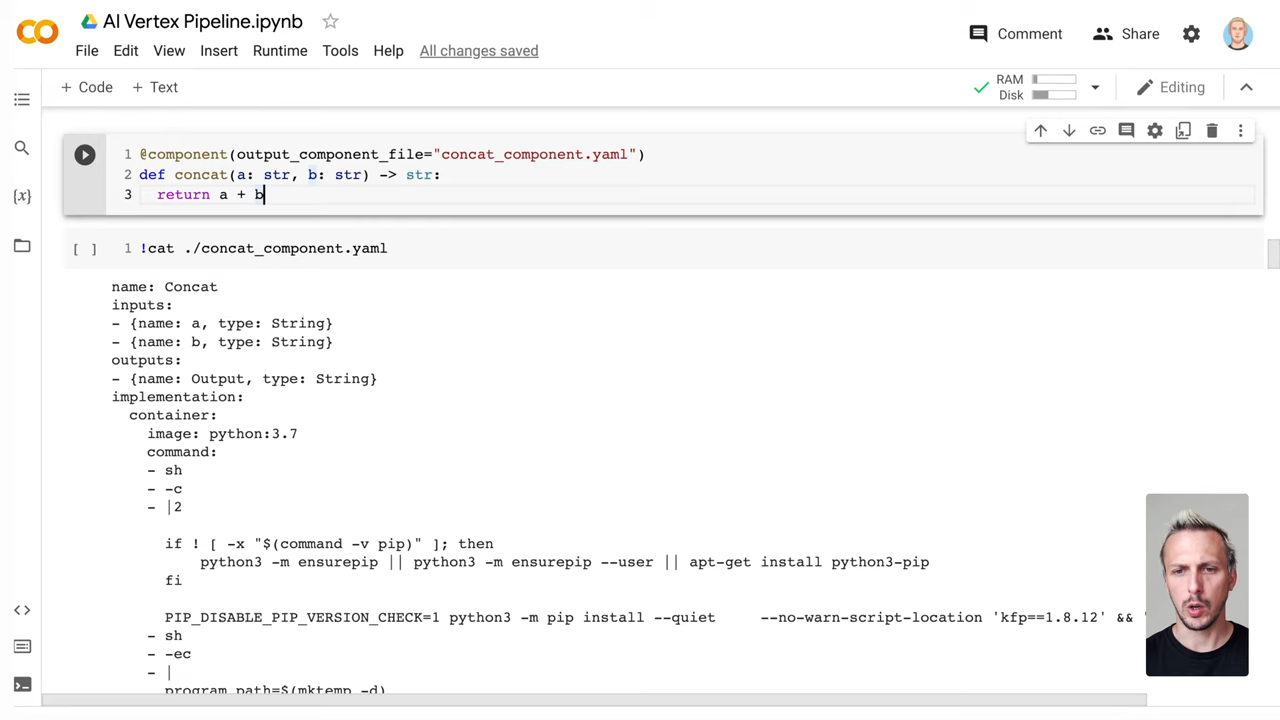 AI Vertex Pipeline.ipynb
File Edit View Insert Runtime Tools Help All changes saved
Comment Share
+ Code + Text
RAM
Disk
Editing
1 @component(output_component_file="concat_component.yaml")
2 def concat(a: str, b: str) -> str:
3 return a + b
[ ] 1 !cat ./concat_component.yaml
name: Concat
inputs:
- {name: a, type: String}
- {name: b, type: String}
outputs:
- {name: Output, type: String}
implementation:
container:
image: python:3.7
command:
- sh
- -c
- |2
if ! [ -x "$(command -v pip)" ]; then
python3 -m ensurepip || python3 -m ensurepip --user || apt-get install python3-pip
fi
PIP_DISABLE_PIP_VERSION_CHECK=1 python3 -m pip install --quiet --no-warn-script-location 'kfp==1.8.12' && "
- sh
- -ec
- |
program_path=$(mktemp -d)